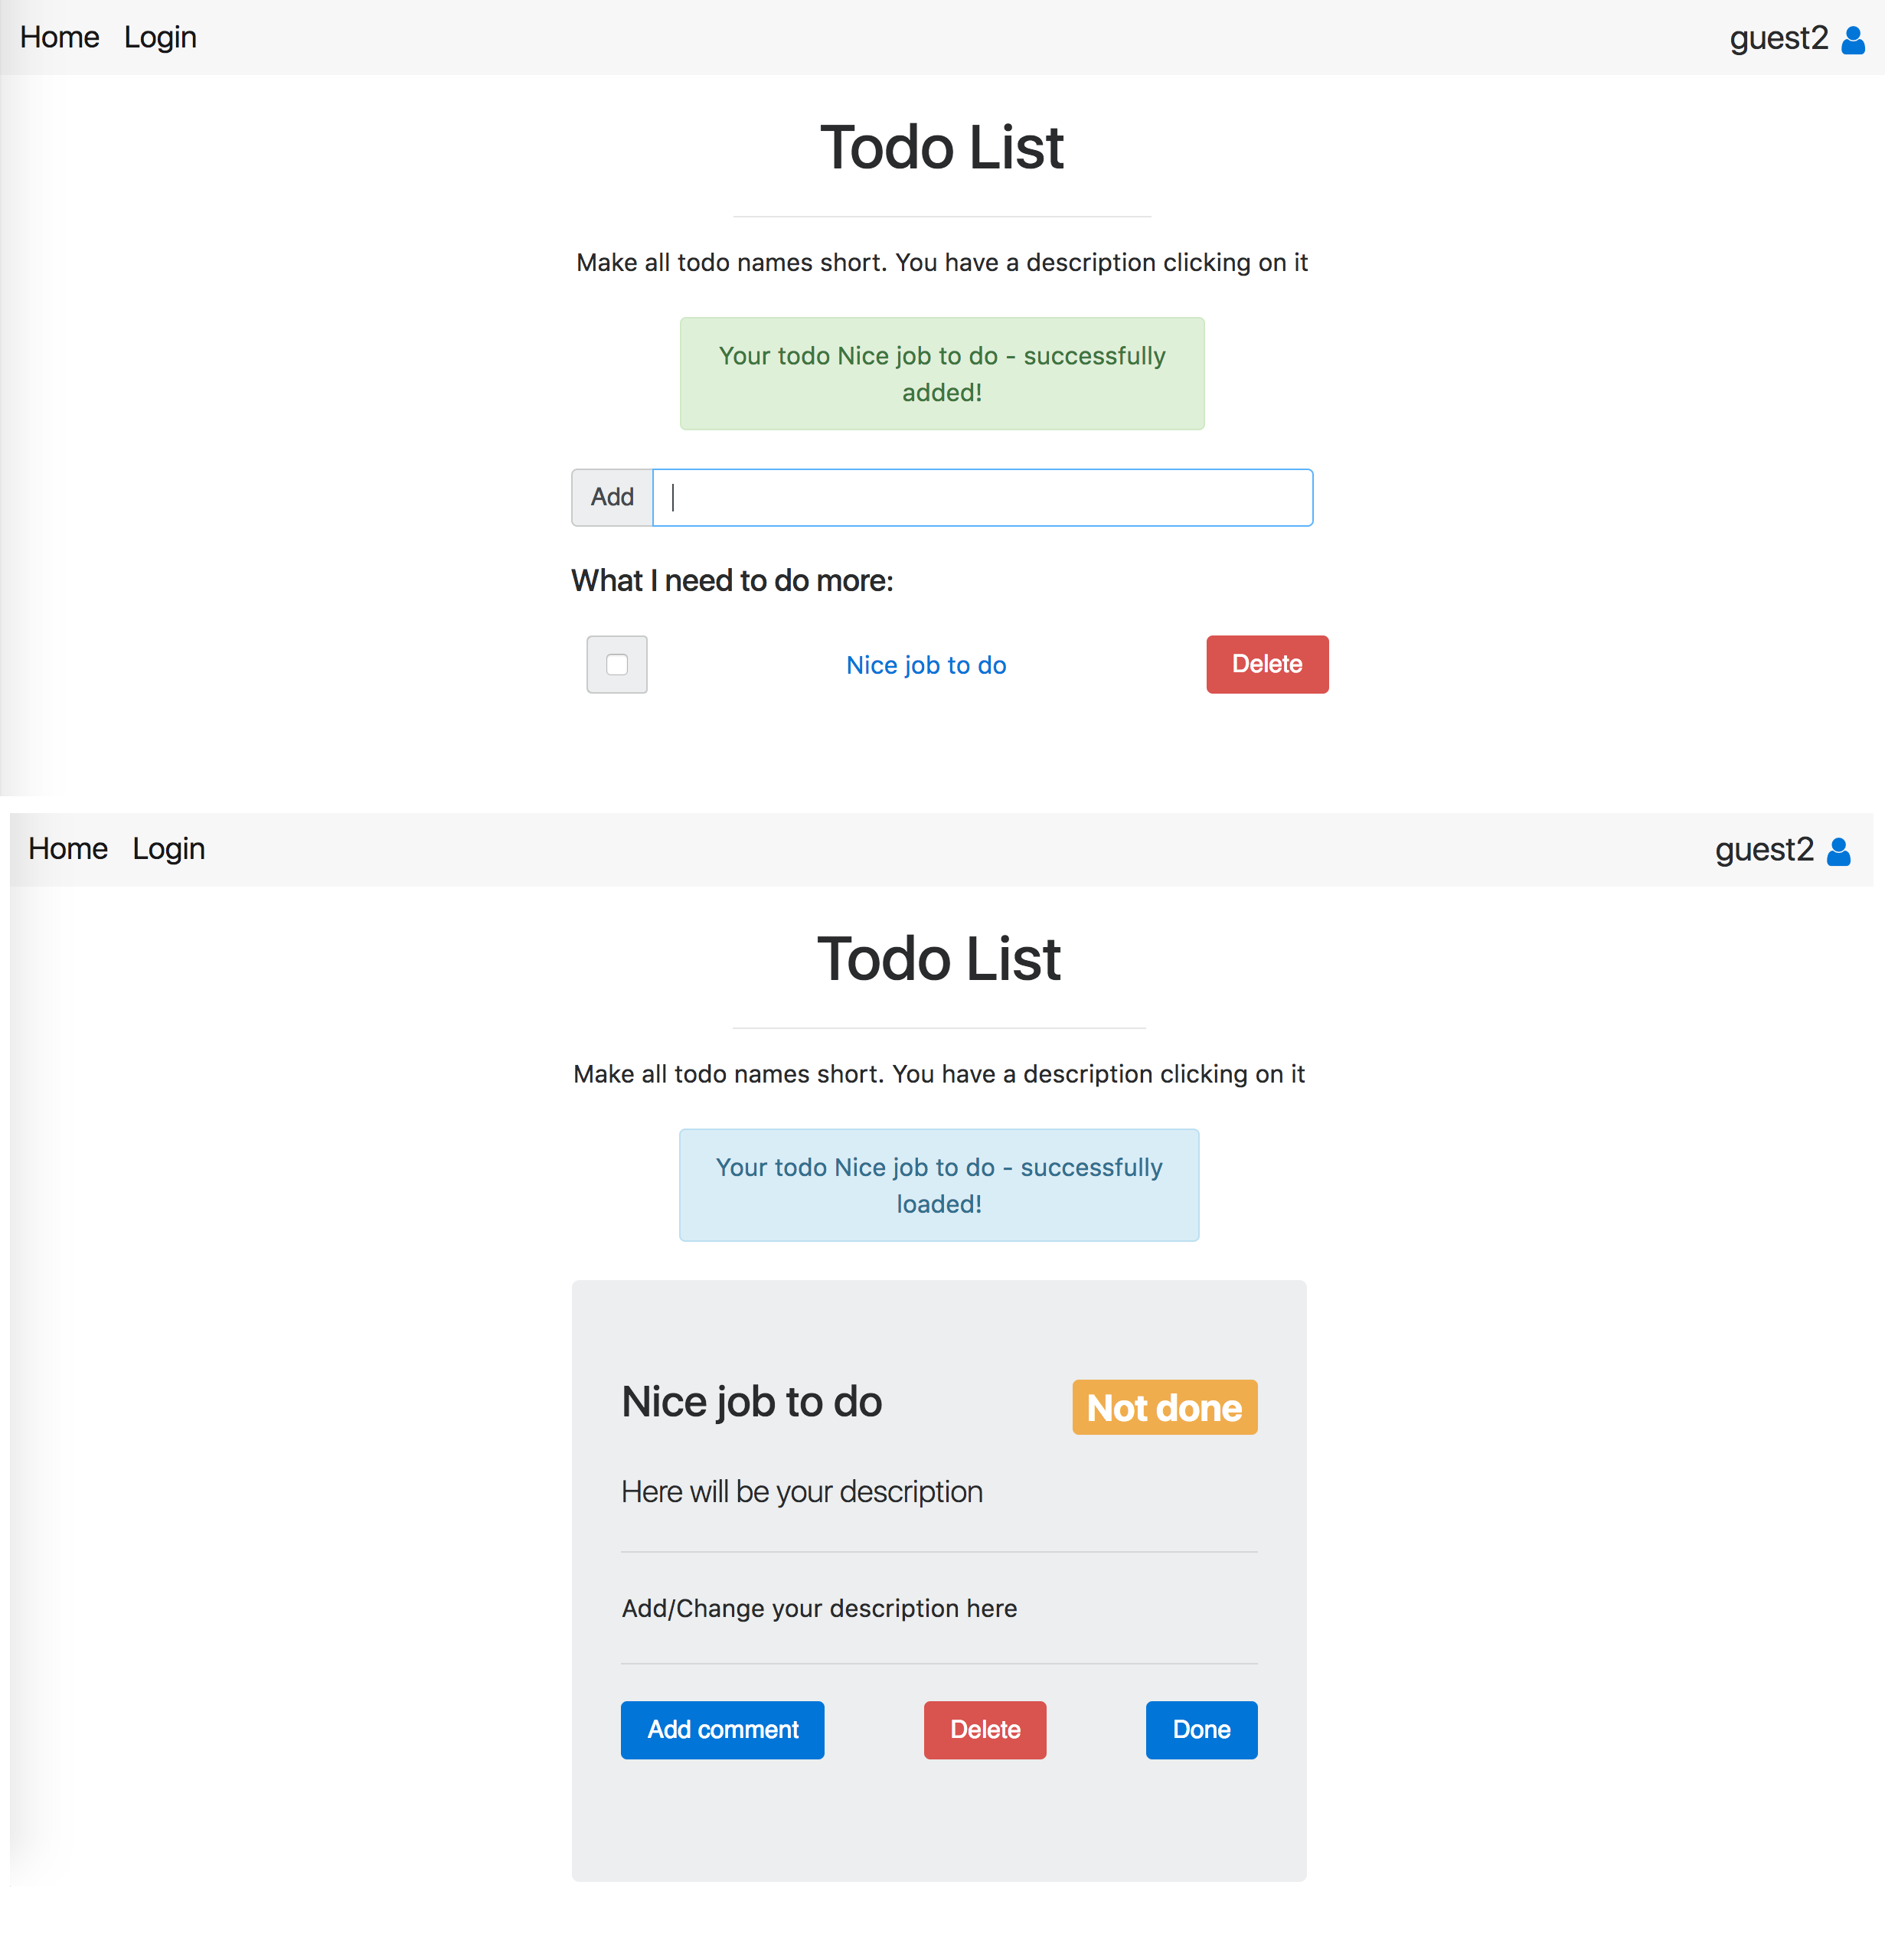 Home Login guest2
Todo List
Make all todo names short. You have a description clicking on it
Your todo Nice job to do - successfully
added!
Add
What I need to do more:
Nice job to do Delete
Home Login guest2
Todo List
Make all todo names short. You have a description clicking on it
Your todo Nice job to do - successfully
loaded!
Nice job to do Not done
Here will be your description
Add/Change your description here
Add comment Delete Done